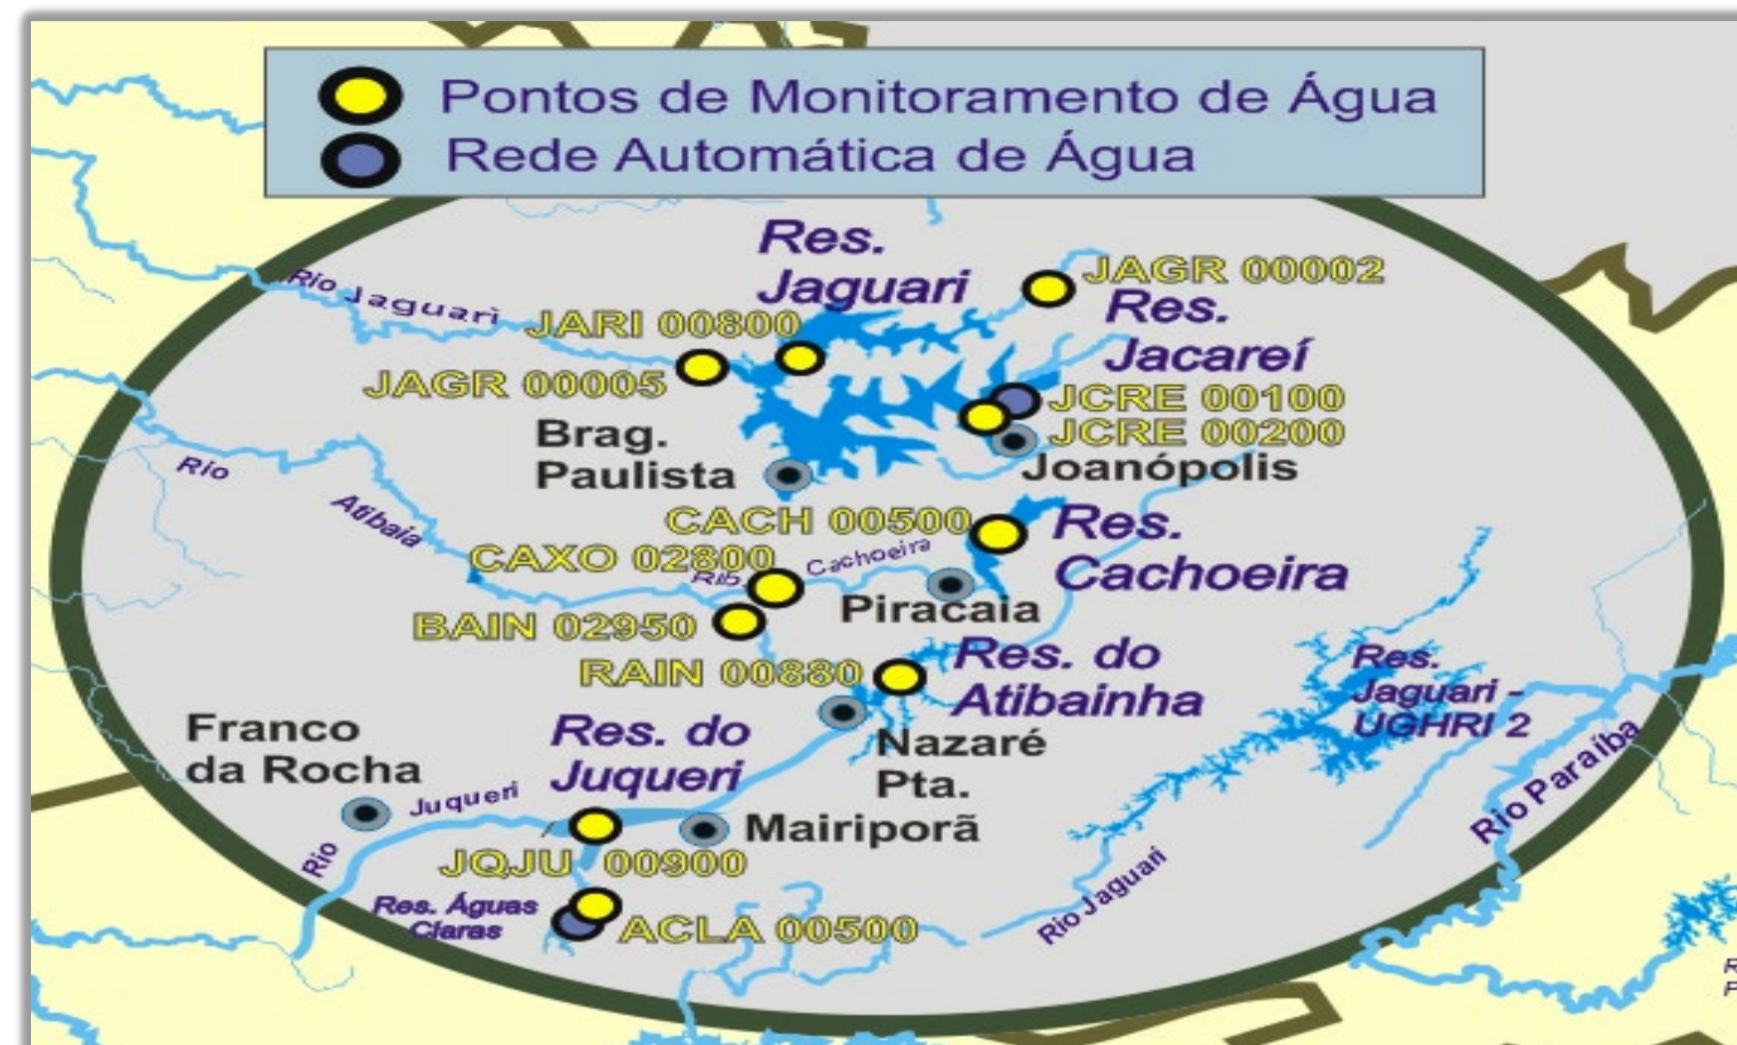 Pontos de Monitoramento de Água
Rede Automática de Água
Res.
Jaguari
JAGR 00002
Res.
Jacareí
Rio Jaguari
JARI 00800
JAGR 00005
JCRE 00100
JCRE 00200
Brag.
Paulista
Joanópolis
Rio
Atibaia
CACH 00500
Res.
Cachoeira
CAXO 02800
Rib. Cachoeira
Piracaia
BAIN 02950
RAIN 00880
Res. do
Atibainha
Res.
Jaguari -
UGHRI 2
Franco
da Rocha
Res. do
Juqueri
Nazaré
Pta.
Rio Paraíba
Rio Juqueri
Mairiporã
JQJU 00900
Rio Jaguari
Res. Águas
Claras
ACLA 00500
R
P